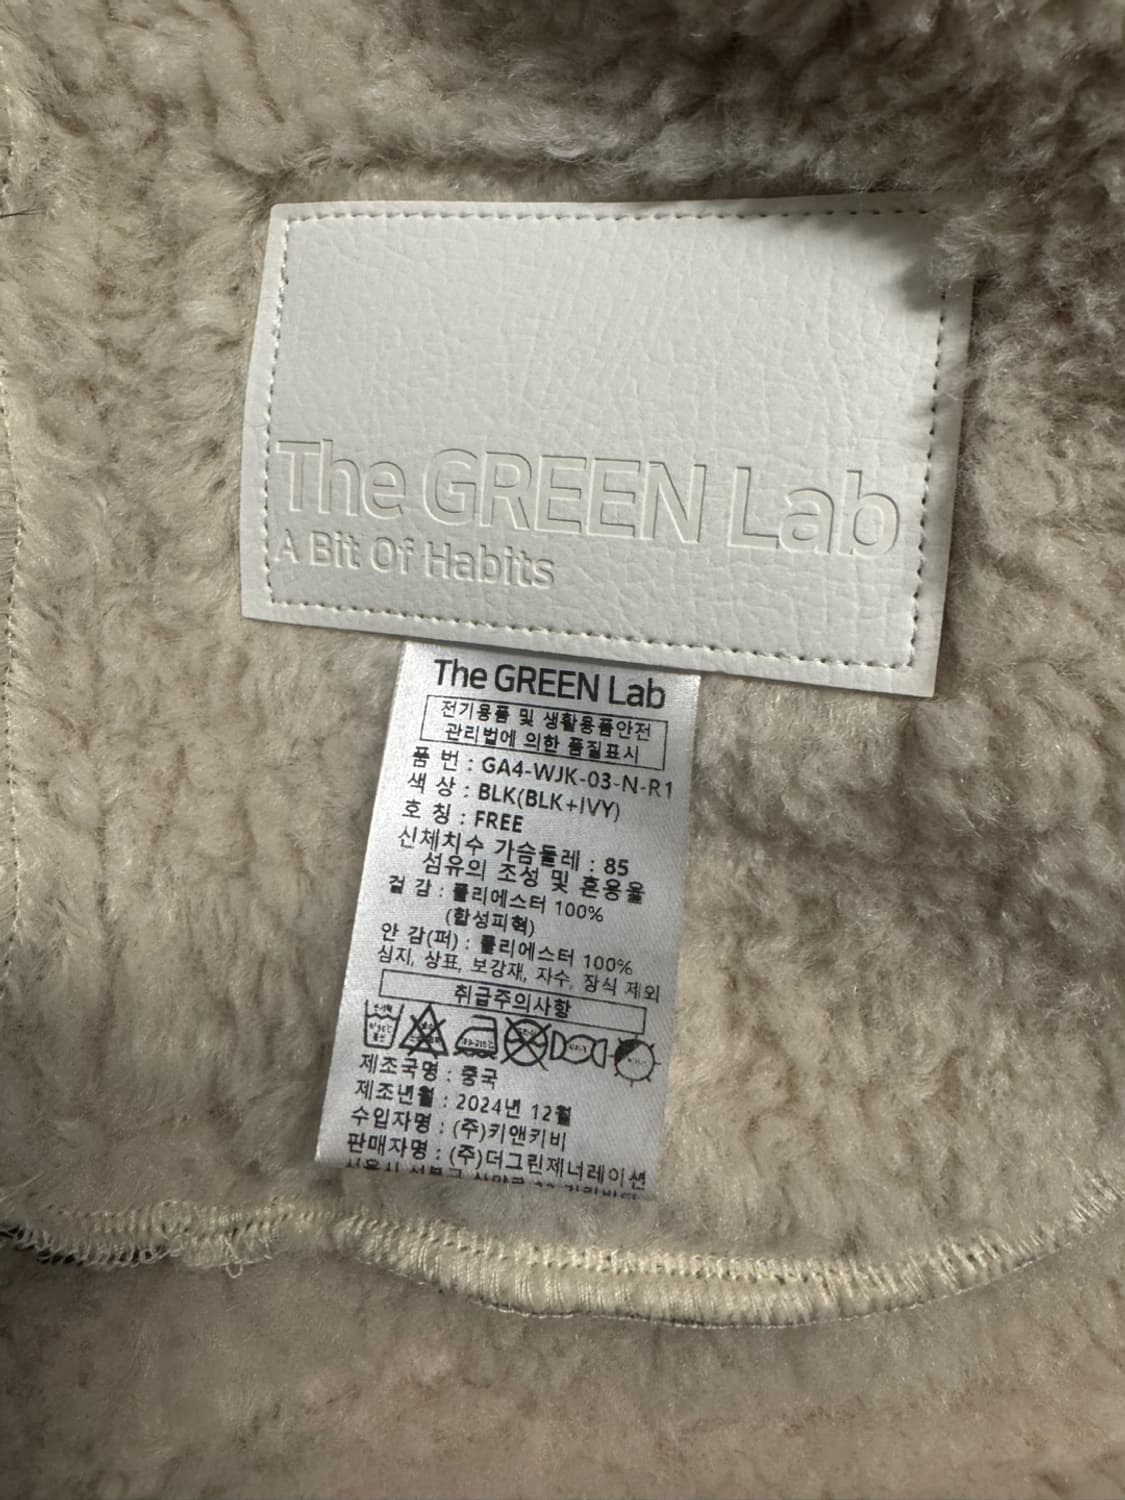 The GREEN Lab
A Bit Of Habits
The GREEN Lab
전기용품 및 생활용품안전
관리법에 의한 품질표시
품 번 : GA4-WJK-03-N-R1
색 상 : BLK(BLK+IVY)
호 칭 : FREE
신체치수 가슴둘레 : 85
섬유의 조성 및 혼용율
겉 감 : 폴리에스터 100%
(합성피혁)
안 감(퍼) : 폴리에스터 100%
심지, 상표, 보강재, 자수, 장식 제외
취급주의사항
제조국명 : 중국
제조년월 : 2024년 12월
수입자명 : (주)키앤키비
판매자명 : (주)더그린제너레이션